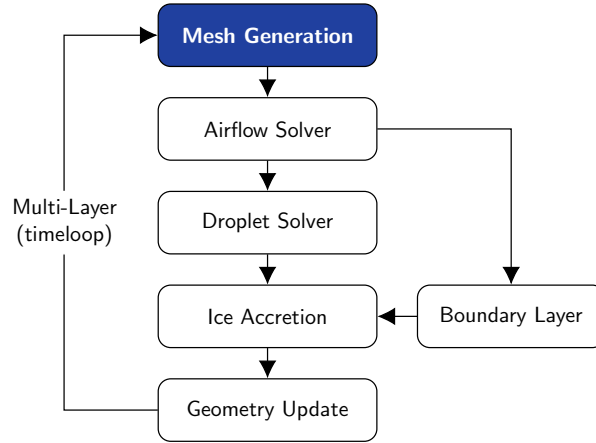 Mesh Generation
Airflow Solver
Droplet Solver
Multi-Layer
(timeloop)
Ice Accretion
Boundary Layer
Geometry Update